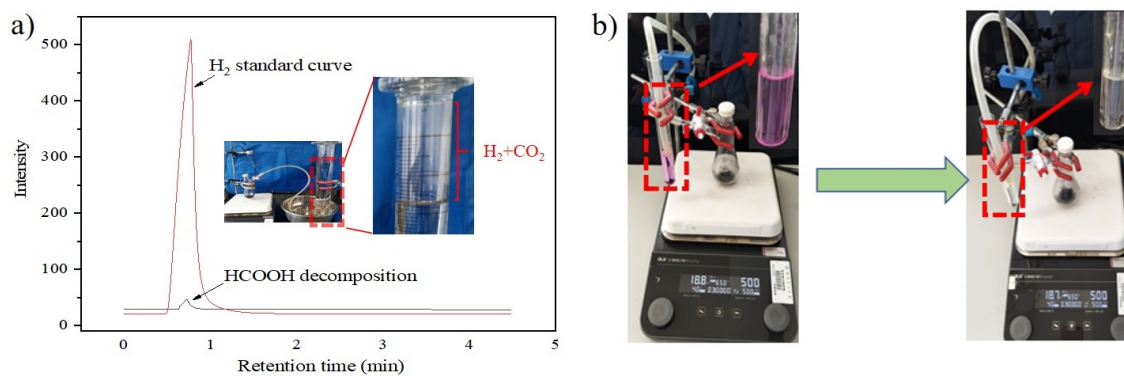 a)
500
400
300
200
100
0
Intensity
H₂ standard curve
H₂+CO₂
HCOOH decomposition
0
1
2
3
4
5
Retention time (min)
b)
18.8
500
18.7
500